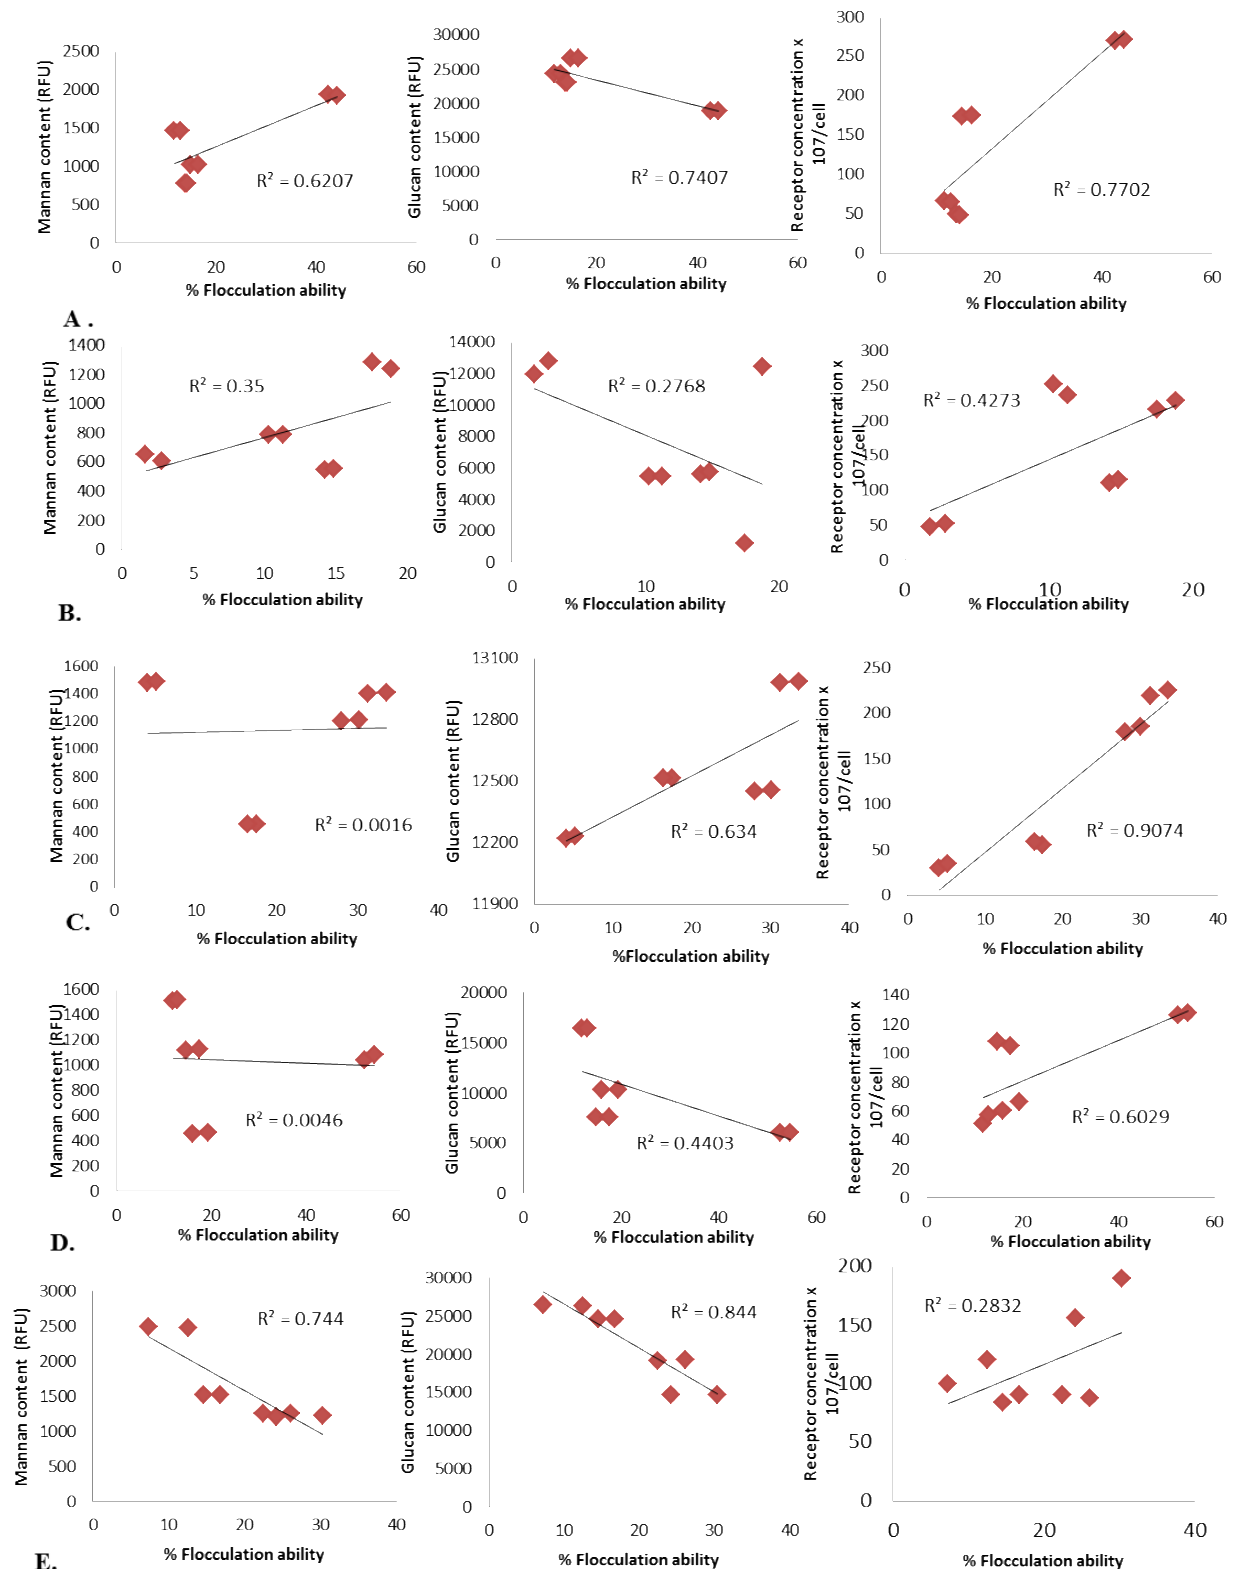 Mannan content (RFU)
2500
2000
1500
1000
500
0
0 20 40 60
R² = 0.6207
% Flocculation ability
Glucan content (RFU)
30000
25000
20000
15000
10000
5000
0
0 20 40 60
R² = 0.7407
% Flocculation ability
Receptor concentration x
107/cell
300
250
200
150
100
50
0
0 20 40 60
R² = 0.7702
% Flocculation ability
A .
Mannan content (RFU)
1400
1200
1000
800
600
400
200
0
0 5 10 15 20
R² = 0.35
% Flocculation ability
Glucan content (RFU)
14000
12000
10000
8000
6000
4000
2000
0
0 10 20
R² = 0.2768
% Flocculation ability
Receptor concentration x
107/cell
300
250
200
150
100
50
0
0 10 20
R² = 0.4273
% Flocculation ability
B.
Mannan content (RFU)
1600
1400
1200
1000
800
600
400
200
0
0 10 20 30 40
R² = 0.0016
% Flocculation ability
Glucan content (RFU)
13100
12800
12500
12200
11900
0 10 20 30 40
R² = 0.634
%Flocculation ability
Receptor concentration x
107/cell
250
200
150
100
50
0
0 10 20 30 40
R² = 0.9074
% Flocculation ability
C.
Mannan content (RFU)
1600
1400
1200
1000
800
600
400
200
0
0 20 40 60
R² = 0.0046
% Flocculation ability
Glucan content (RFU)
20000
15000
10000
5000
0
0 20 40 60
R² = 0.4403
% Flocculation ability
Receptor concentration x
107/cell
140
120
100
80
60
40
20
0
0 20 40 60
R² = 0.6029
% Flocculation ability
D.
Mannan content (RFU)
3000
2500
2000
1500
1000
500
0
0 10 20 30 40
R² = 0.744
% Flocculation ability
Glucan content (RFU)
30000
25000
20000
15000
10000
5000
0
0 10 20 30 40
R² = 0.844
% Flocculation ability
Receptor concentration x
107/cell
200
150
100
50
0
0 20 40
R² = 0.2832
% Flocculation ability
E.